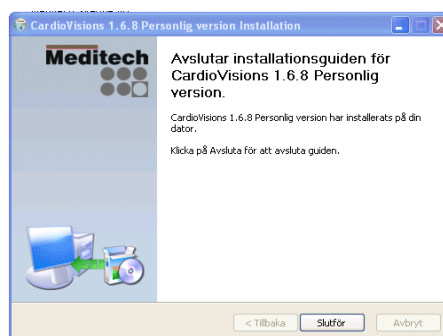 CardioVisions 1.6.8 Personlig version Installation
Meditech
Avslutar installationsguiden för
CardioVisions 1.6.8 Personlig
version.
CardioVisions 1.6.8 Personlig version har installerats på din
dator.
Klicka på Avsluta för att avsluta guiden.
< Tillbaka
Slutför
Avbryt